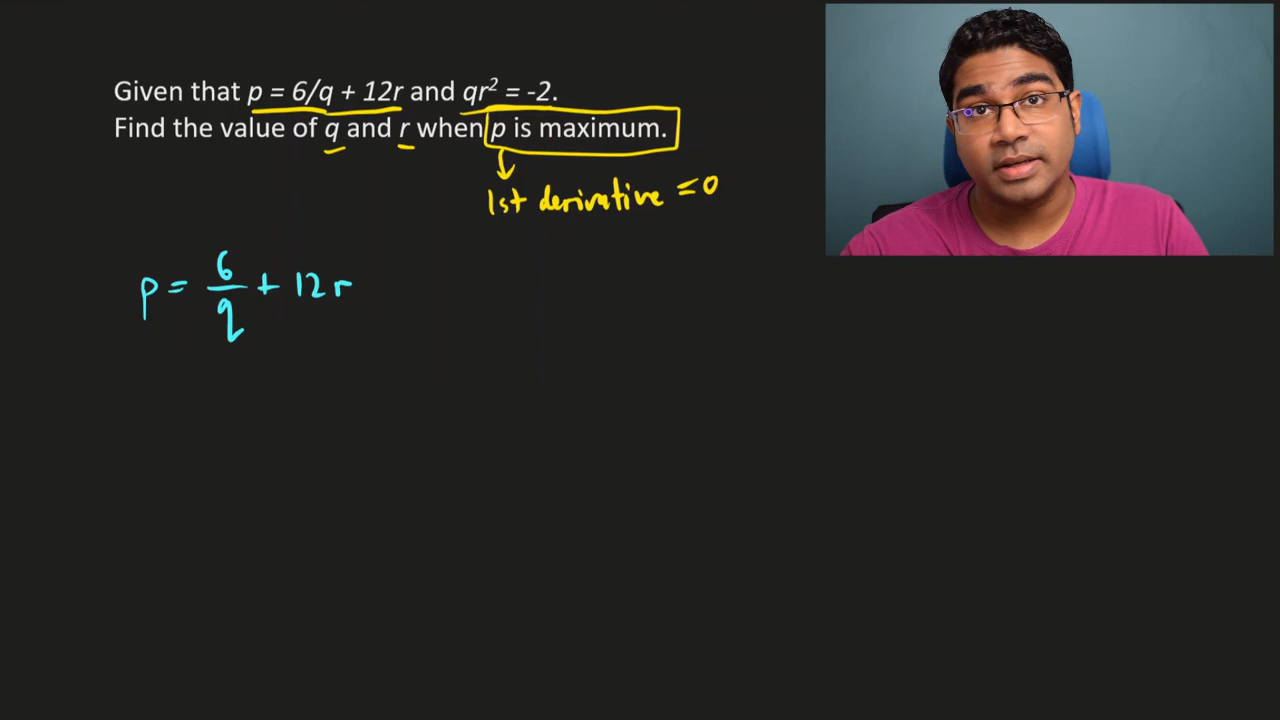 Given that p = 6/q + 12r and qr² = -2.
Find the value of q and r when p is maximum.
1st derivative = 0
p = 6/q + 12r